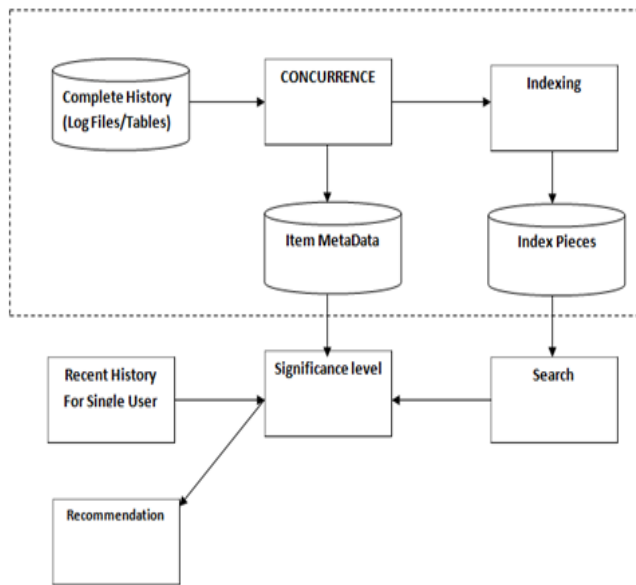 Complete History
(Log Files/Tables)
CONCURRENCE
Indexing
Item MetaData
Index Pieces
Recent History
For Single User
Significance level
Search
Recommendation